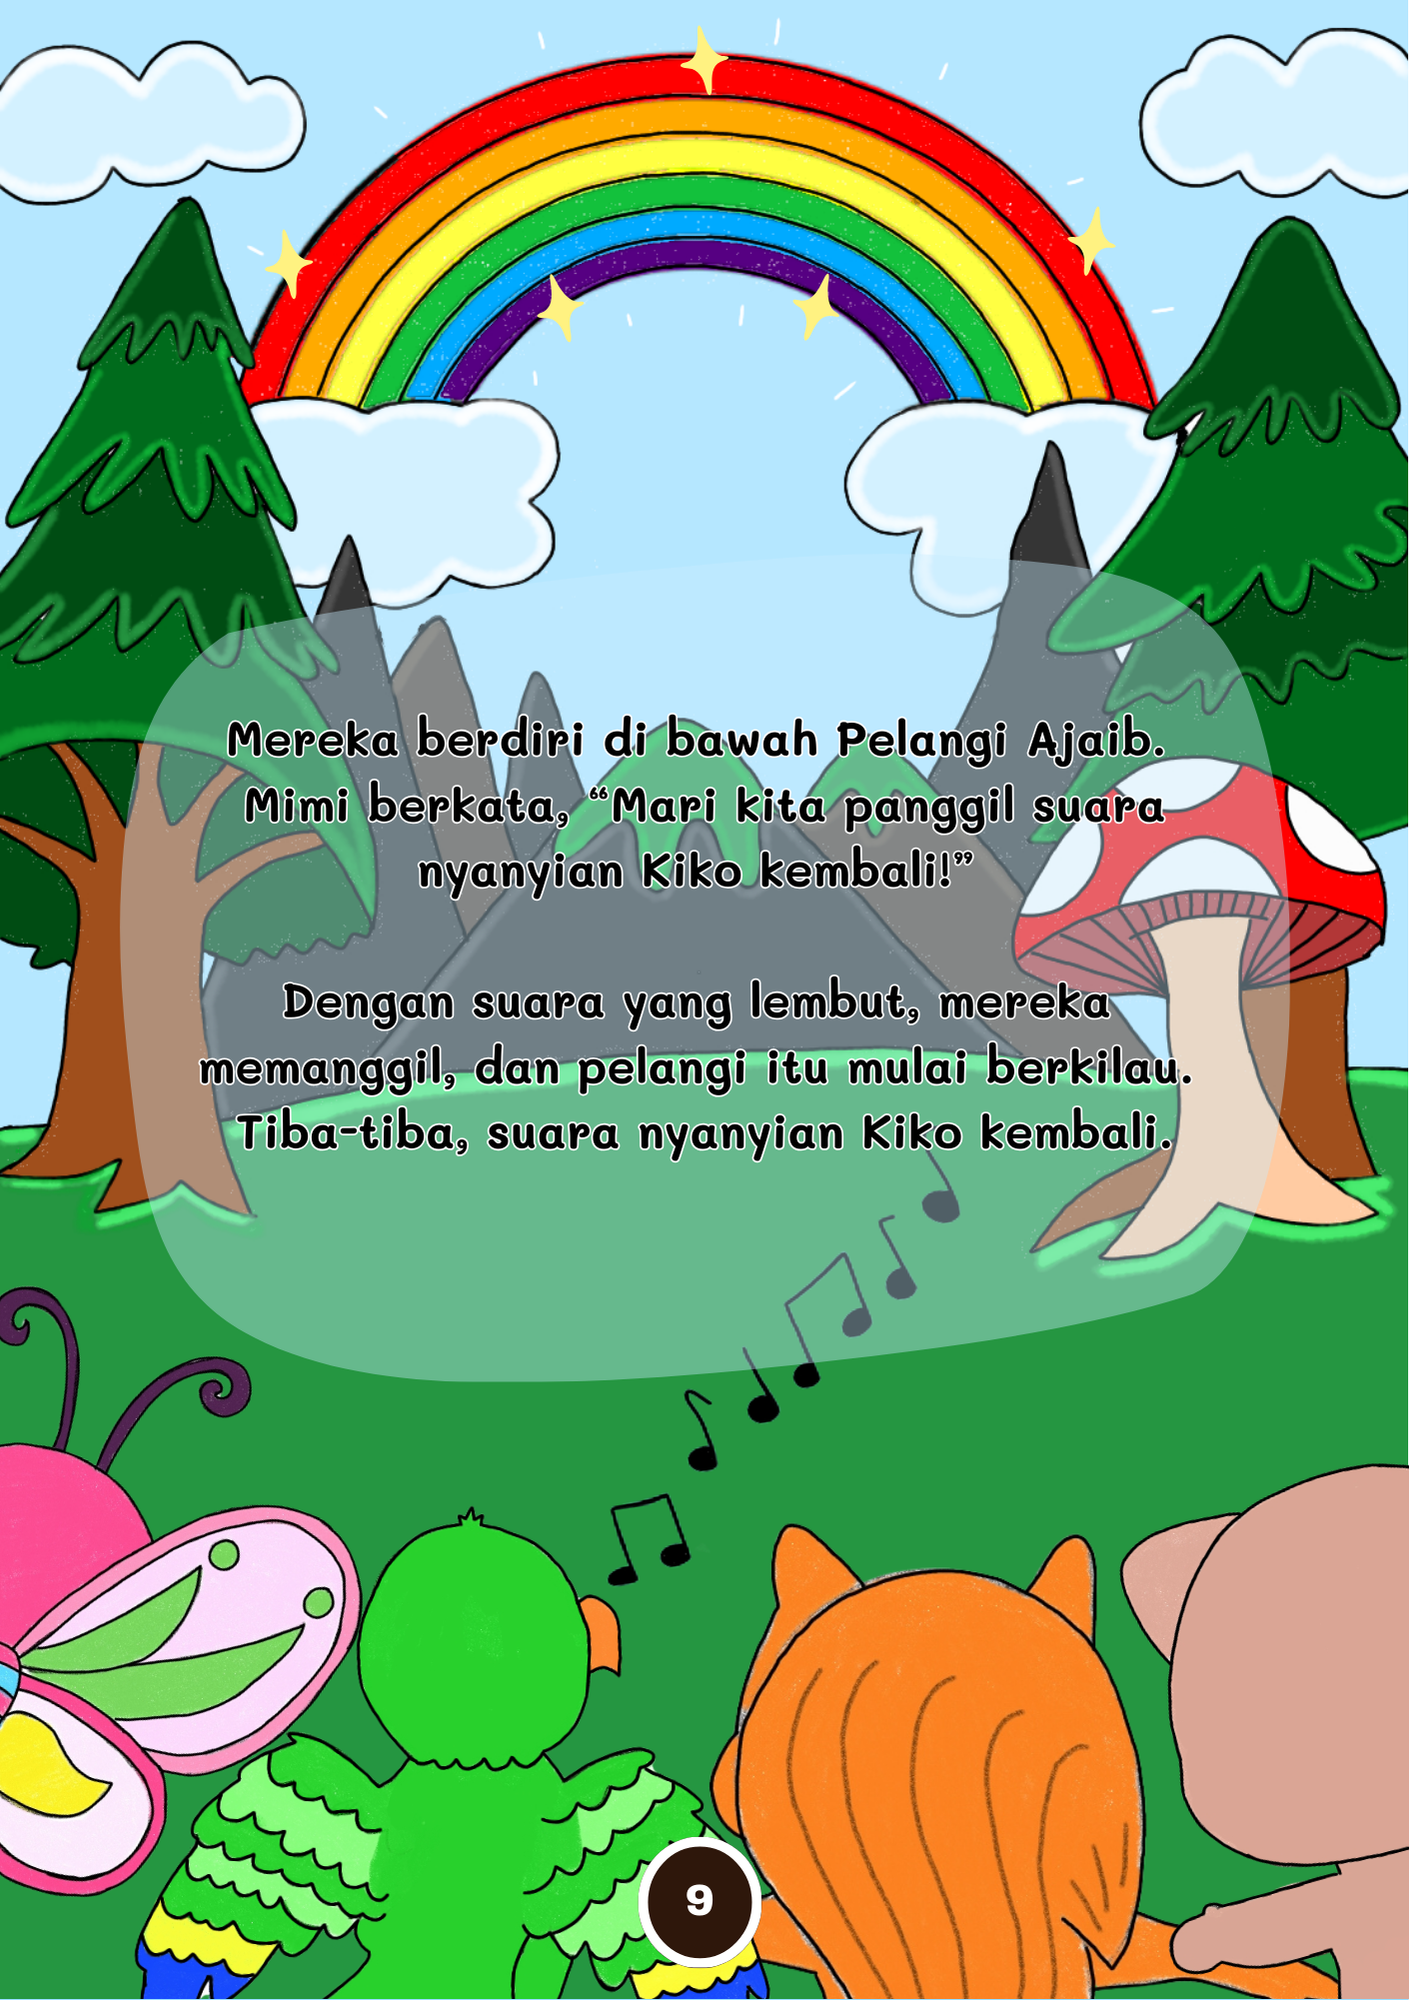 Mereka berdiri di bawah Pelangi Ajaib.
Mimi berkata, “Mari kita panggil suara
nyanyian Kiko kembali!”
Dengan suara yang lembut, mereka
memanggil, dan pelangi itu mulai berkilau.
Tiba-tiba, suara nyanyian Kiko kembali.
9